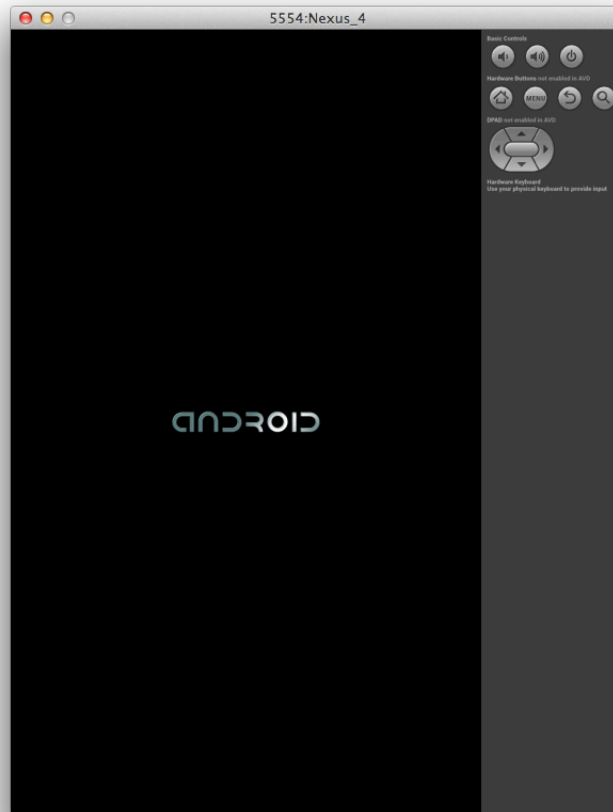 5554:Nexus_4
Basic Controls
Hardware Buttons not enabled in AVD
MENU
DPAD not enabled in AVD
Hardware Keyboard
Use your physical keyboard to provide input
ANDROID